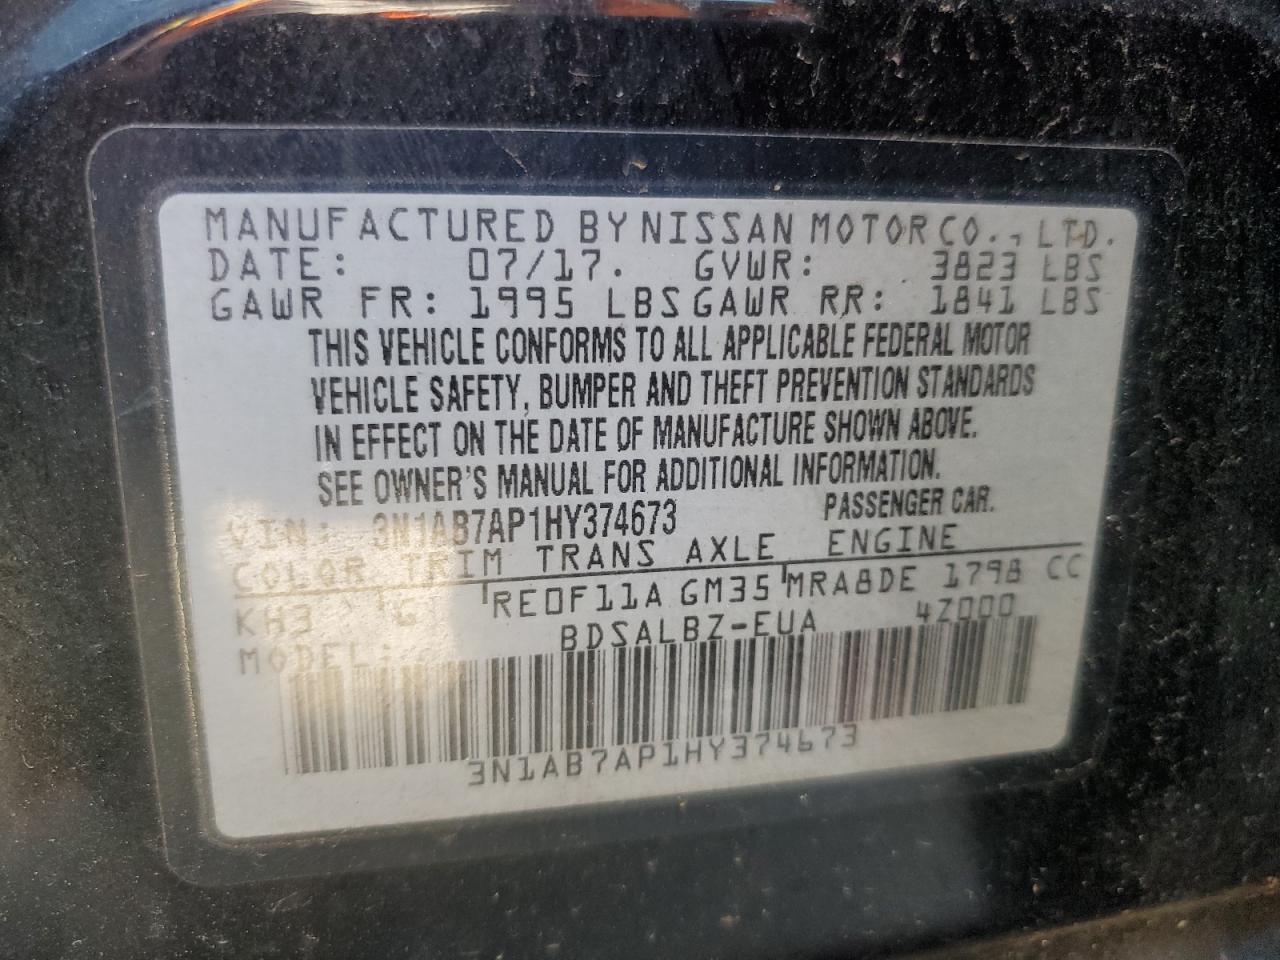 MANUFACTURED BY NISSAN MOTOR CO., LTD.
DATE: 07/17. GVWR: 3823 LBS
GAWR FR: 1995 LBS GAWR RR: 1841 LBS
THIS VEHICLE CONFORMS TO ALL APPLICABLE FEDERAL MOTOR
VEHICLE SAFETY, BUMPER AND THEFT PREVENTION STANDARDS
IN EFFECT ON THE DATE OF MANUFACTURE SHOWN ABOVE.
SEE OWNER'S MANUAL FOR ADDITIONAL INFORMATION.
VIN: 3N1AB7AP1HY374673 PASSENGER CAR.
COLOR TRIM TRANS AXLE ENGINE
KH3 G RE0F11A GM35 MRA8DE 1798 CC
MODEL: BDSALBZ-EUA 4Z000
3N1AB7AP1HY374673